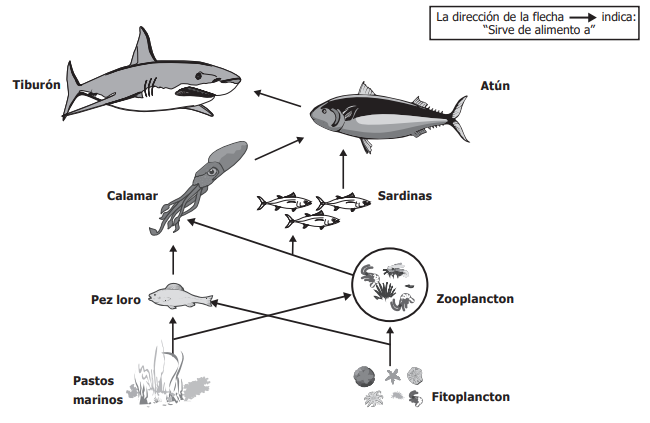 La dirección de la flecha → indica:
“Sirve de alimento a”
Tiburón
Atún
Calamar
Sardinas
Pez loro
Zooplancton
Pastos
marinos
Fitoplancton